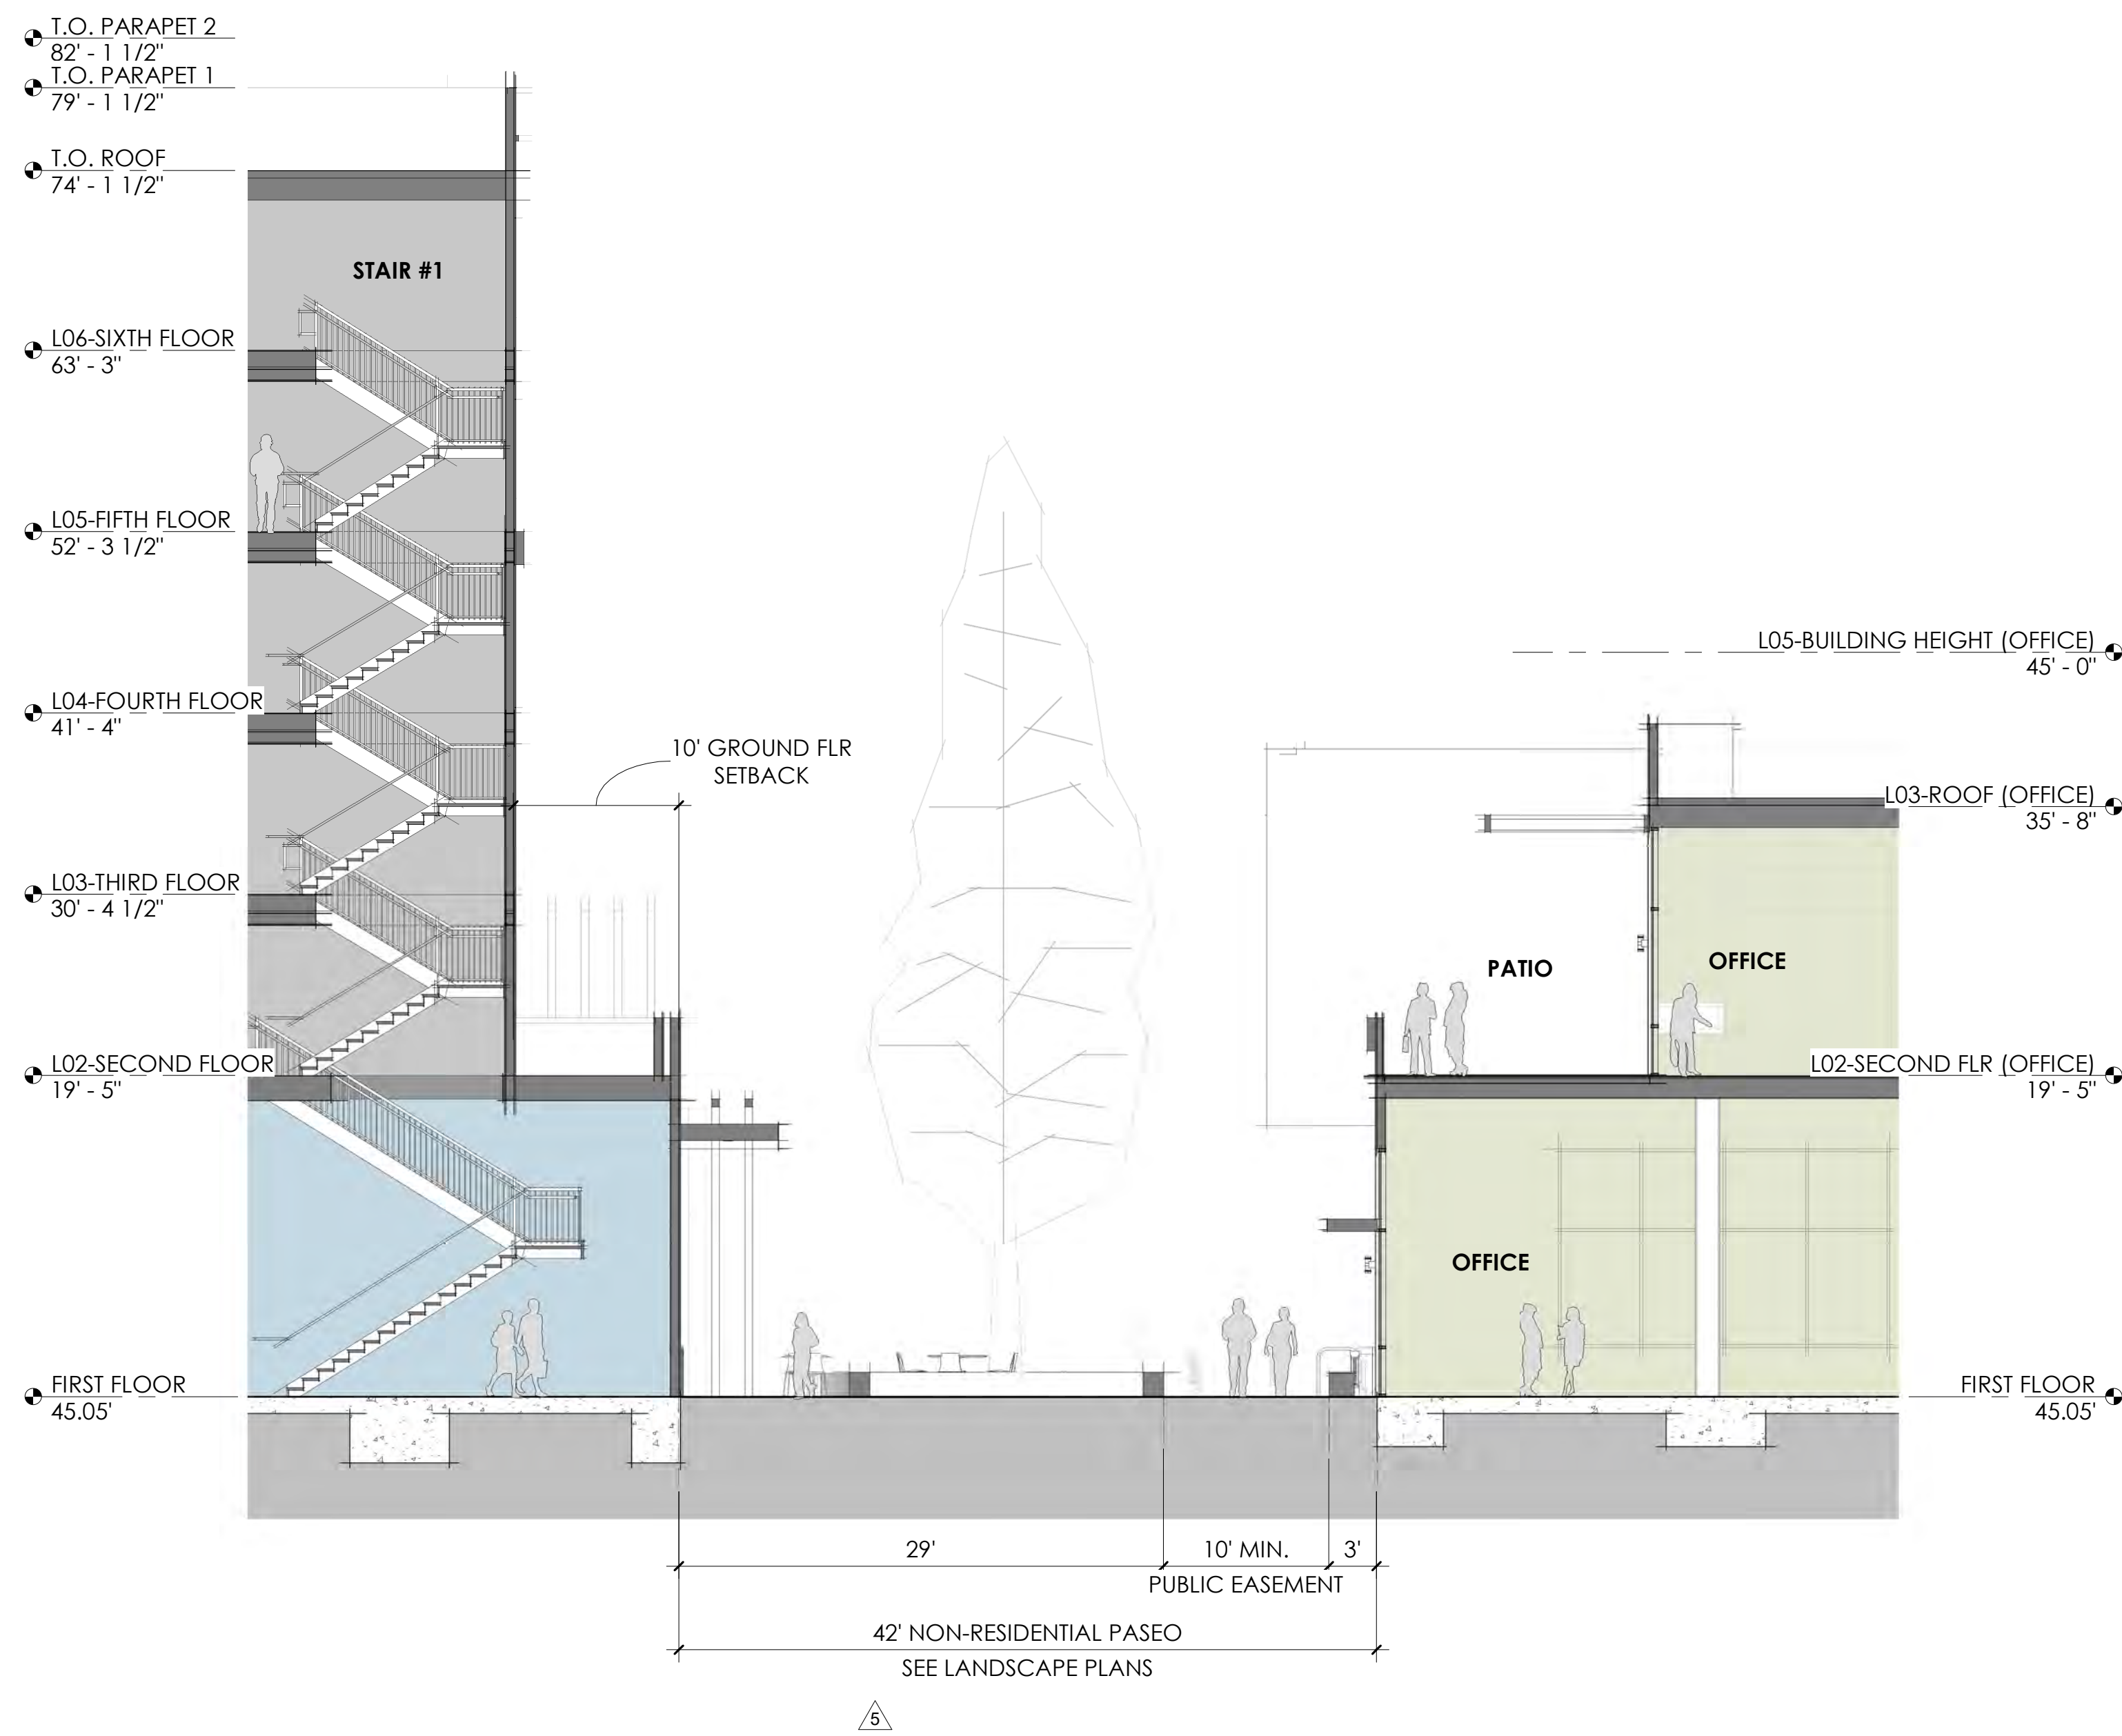 T.O. PARAPET 2
82' - 1 1/2"
T.O. PARAPET 1
79' - 1 1/2"
T.O. ROOF
74' - 1 1/2"
STAIR #1
L06-SIXTH FLOOR
63' - 3"
L05-FIFTH FLOOR
52' - 3 1/2"
L05-BUILDING HEIGHT (OFFICE)
45' - 0"
L04-FOURTH FLOOR
41' - 4"
10' GROUND FLR
SETBACK
L03-ROOF (OFFICE)
35' - 8"
L03-THIRD FLOOR
30' - 4 1/2"
PATIO
OFFICE
L02-SECOND FLOOR
19' - 5"
L02-SECOND FLR (OFFICE)
19' - 5"
OFFICE
FIRST FLOOR
45.05'
FIRST FLOOR
45.05'
29'
10' MIN.
3'
PUBLIC EASEMENT
42' NON-RESIDENTIAL PASEO
SEE LANDSCAPE PLANS
5